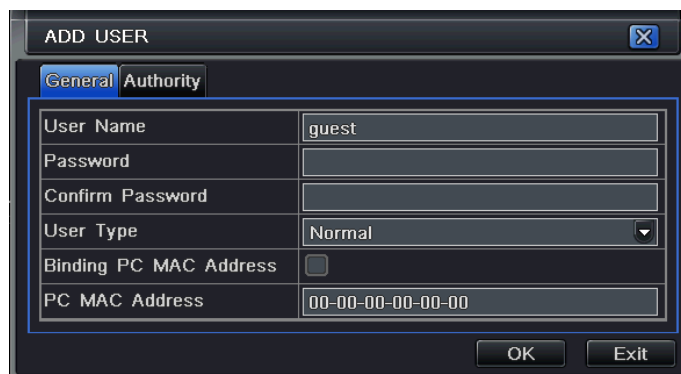 ADD USER
General Authority
User Name guest
Password
Confirm Password
User Type Normal
Binding PC MAC Address
PC MAC Address 00-00-00-00-00-00
OK Exit